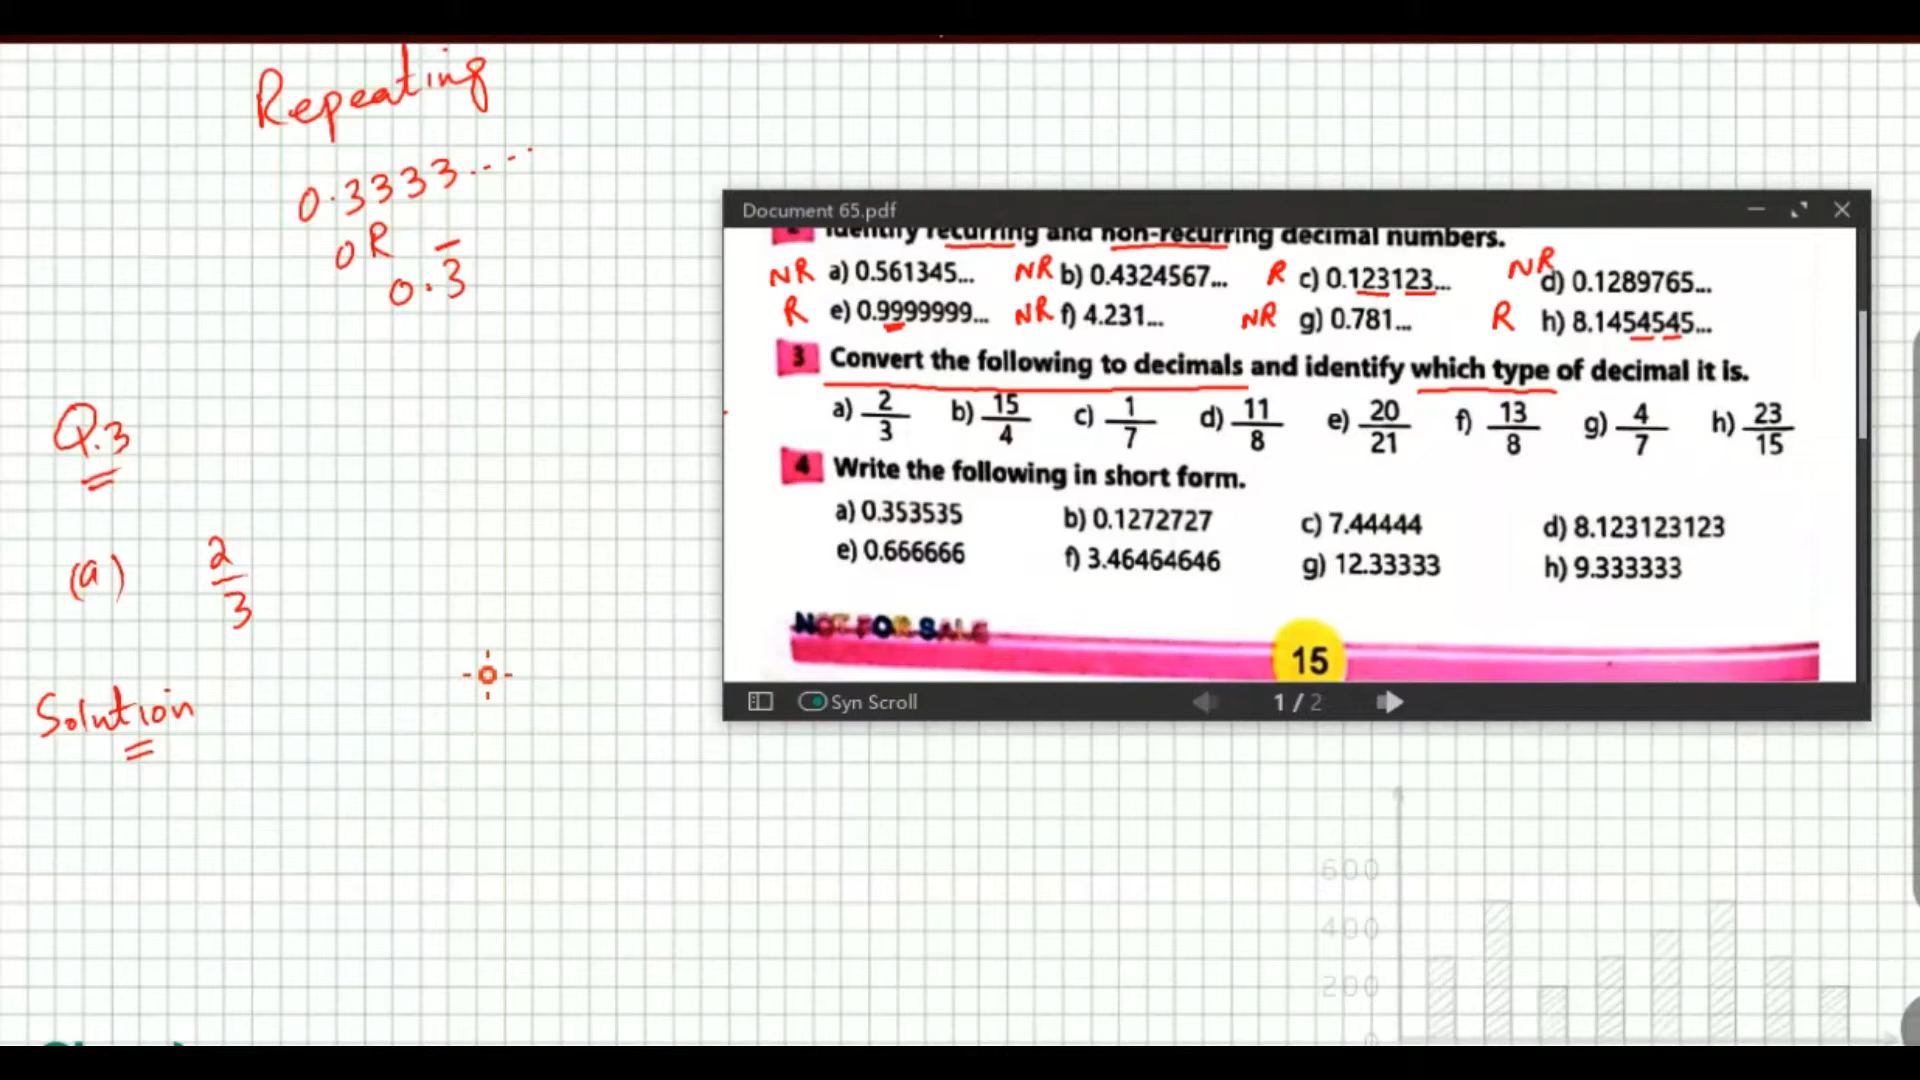 Repeating
0.3333.....
OR
0.3̅
Q.3
(a) 2/3
Solution
Document 65.pdf
Identify recurring and non-recurring decimal numbers.
NR a) 0.561345... NR b) 0.4324567... R c) 0.123123... NR d) 0.1289765...
R e) 0.9999999... NR f) 4.231... NR g) 0.781... R h) 8.1454545...
3 Convert the following to decimals and identify which type of decimal it is.
a) 2/3 b) 15/4 c) 1/7 d) 11/8 e) 20/21 f) 13/8 g) 4/7 h) 23/15
4 Write the following in short form.
a) 0.353535 b) 0.1272727 c) 7.44444 d) 8.123123123
e) 0.666666 f) 3.46464646 g) 12.33333 h) 9.333333
NOT FOR SALE
15
Syn Scroll 1 / 2
600
400
200
0